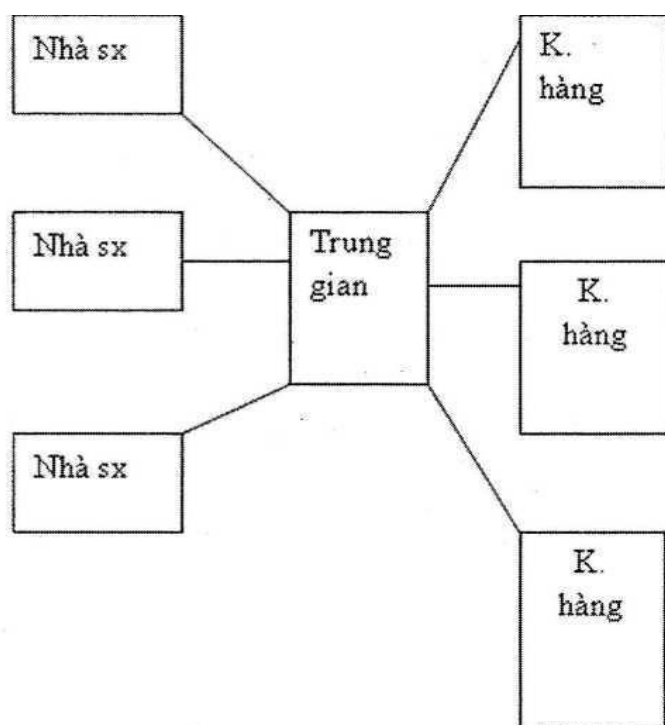 Nhà sx
K.
hàng
Nhà sx
Trung
gian
K.
hàng
Nhà sx
K.
hàng